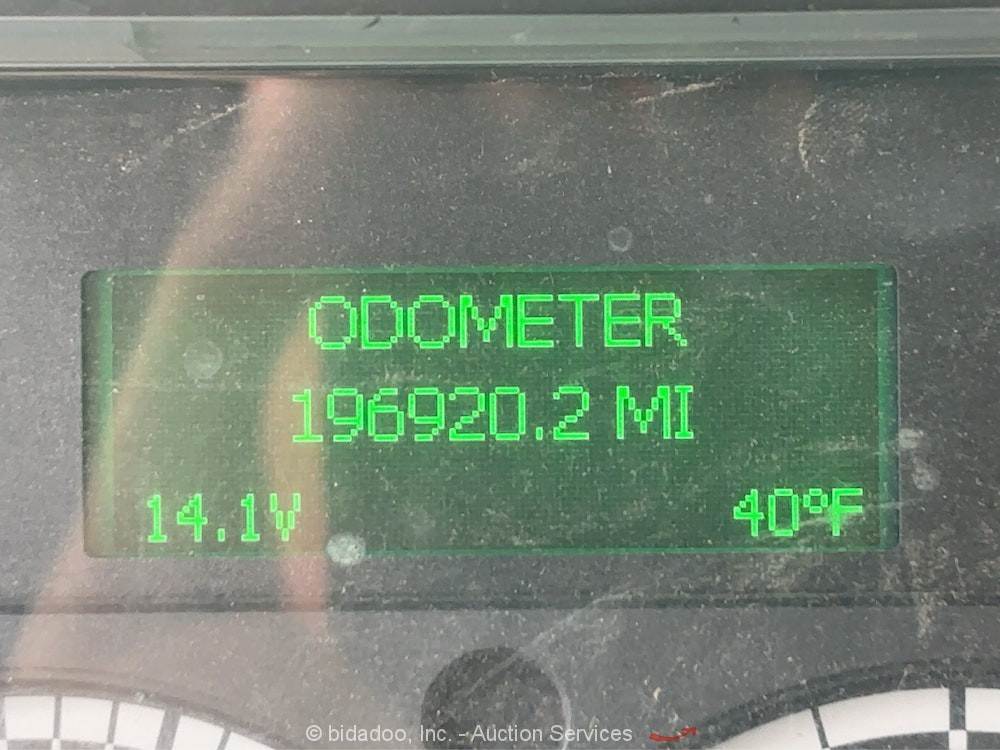 ODOMETER
196920.2 MI
14.1V 40°F
© bidadoo, Inc. - Auction Services